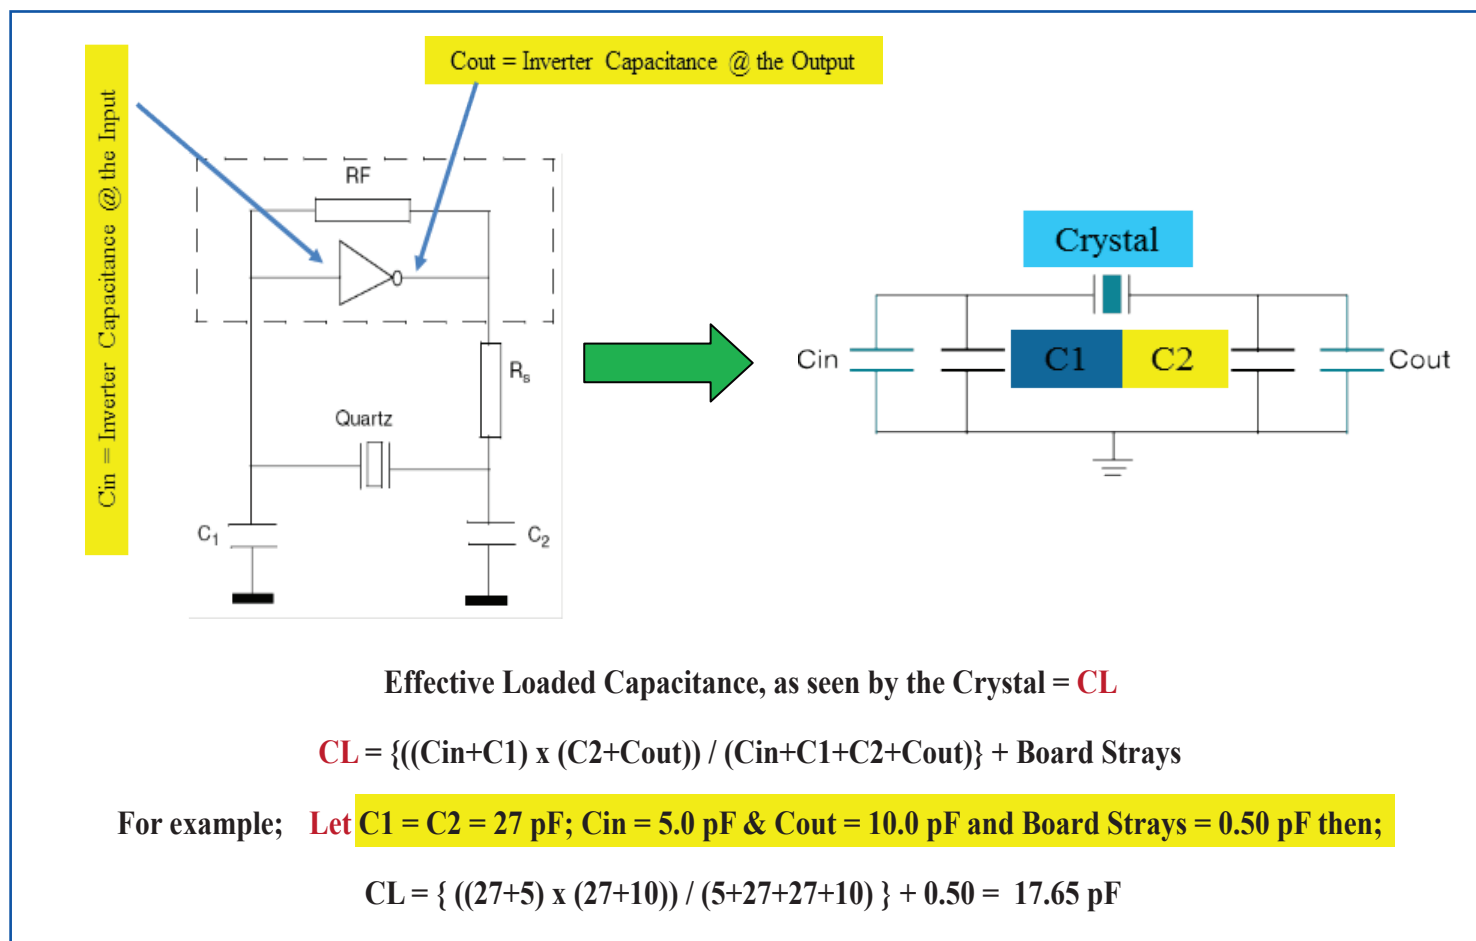 Cout = Inverter Capacitance @ the Output
Cin = Inverter Capacitance @ the Input
RF
Rs
Quartz
C1
C2
Crystal
Cin
C1
C2
Cout
Effective Loaded Capacitance, as seen by the Crystal = CL
CL = {((Cin+C1) x (C2+Cout)) / (Cin+C1+C2+Cout)} + Board Strays
For example; Let C1 = C2 = 27 pF; Cin = 5.0 pF & Cout = 10.0 pF and Board Strays = 0.50 pF then;
CL = { ((27+5) x (27+10)) / (5+27+27+10) } + 0.50 = 17.65 pF